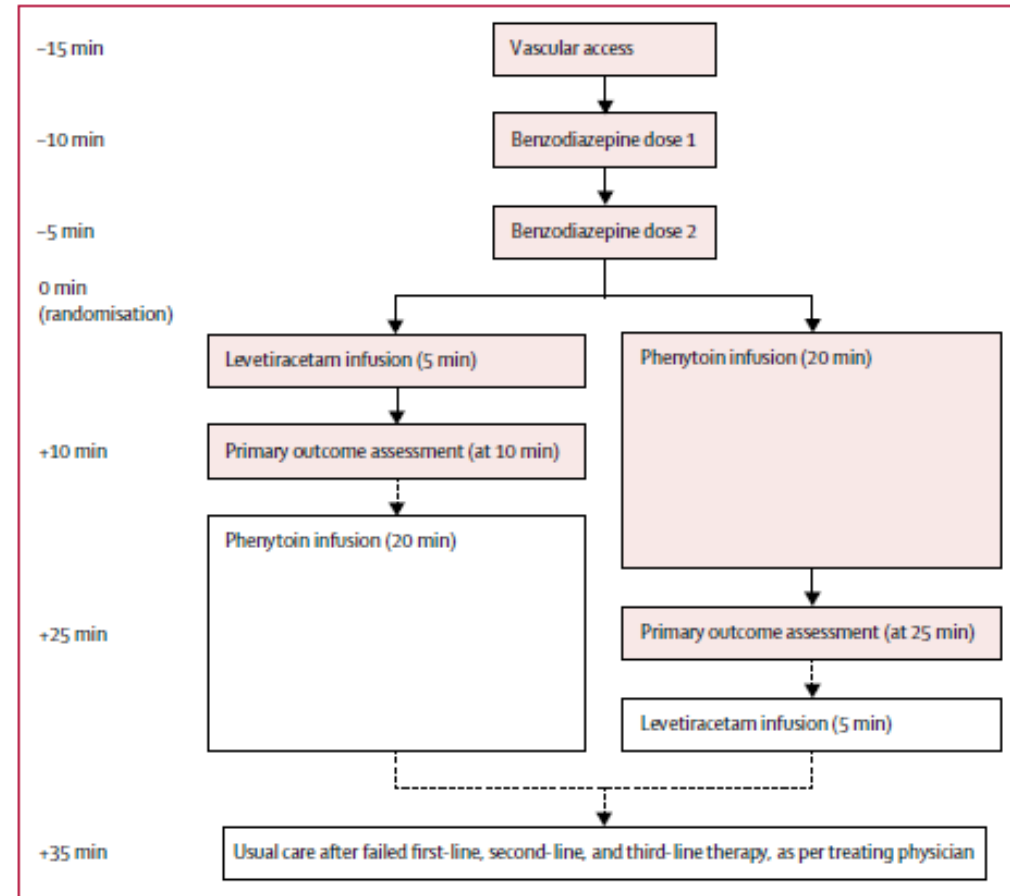 −15 min
Vascular access
−10 min
Benzodiazepine dose 1
−5 min
Benzodiazepine dose 2
0 min
(randomisation)
Levetiracetam infusion (5 min)
Phenytoin infusion (20 min)
+10 min
Primary outcome assessment (at 10 min)
Phenytoin infusion (20 min)
+25 min
Primary outcome assessment (at 25 min)
Levetiracetam infusion (5 min)
+35 min
Usual care after failed first-line, second-line, and third-line therapy, as per treating physician